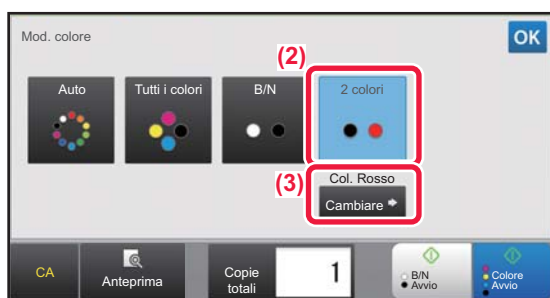 Mod. colore
OK
(2)
Auto
Tutti i colori
B/N
2 colori
(3)
Col. Rosso
Cambiare
CA
Anteprima
Copie
totali
1
B/N
Avvio
Colore
Avvio